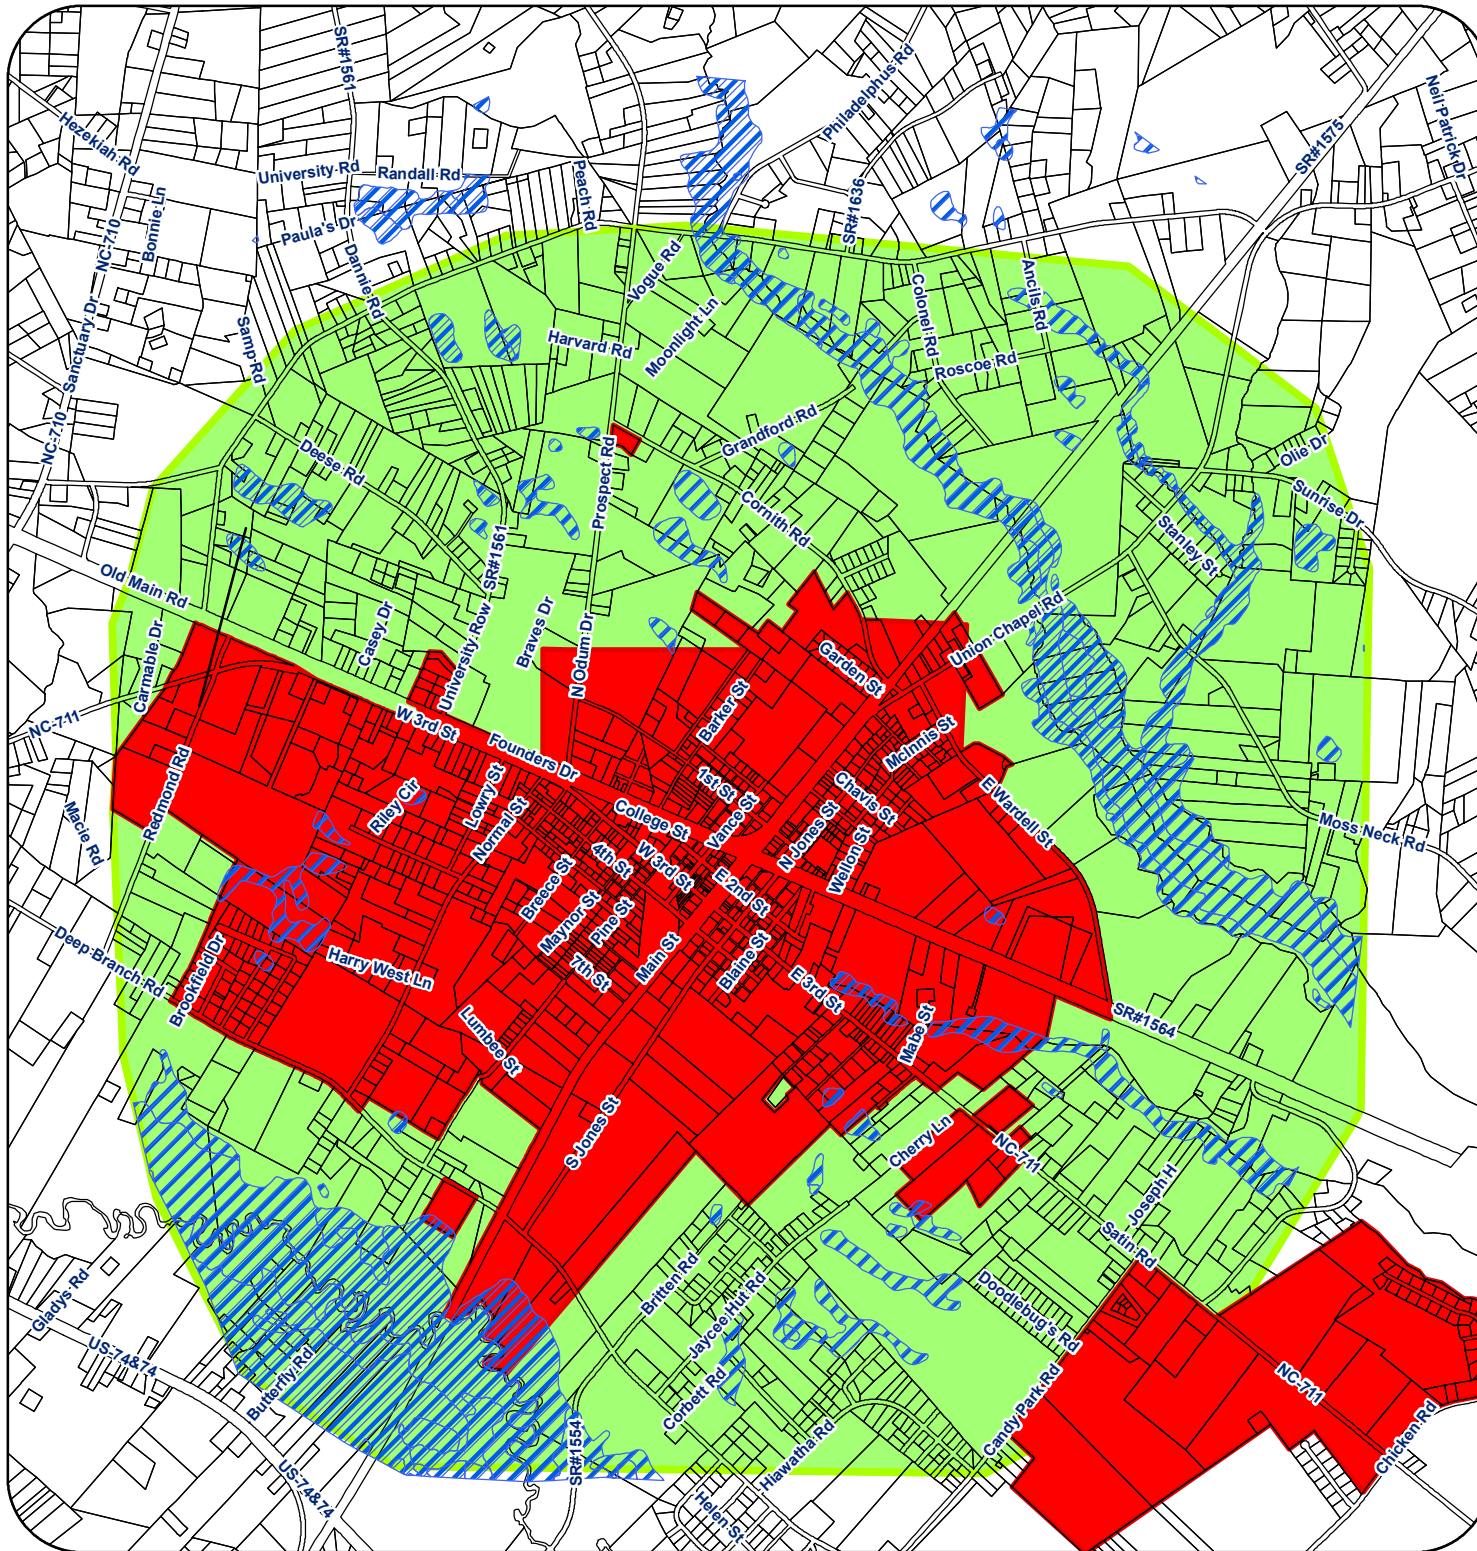 SR#1561
Philadelphus Rd
Neil Patrick Dr
SR#1575
Hezekiah Rd
University Rd
Randall Rd
Peach Rd
SR#1636
Bonnie Ln
NC-710
Paula's Dr
Dannie Rd
Vogue Rd
Ancils Rd
Colonel Rd
Sanctuary Dr
Samp Rd
Harvard Rd
Moonlight Ln
Roscoe Rd
NC-710
Grandford Rd
Deese Rd
Prospect Rd
Olie Dr
Cornith Rd
Sunrise Dr
Stanley St
SR#1561
Old Main Rd
Casey Dr
University Row
Braves Dr
N Odum Dr
Union Chapel Rd
Carmable Dr
Garden St
NC-711
W 3rd St
Barker St
McInnis St
Founders Dr
Redmond Rd
1st St
Chavis St
E Wardell St
Macie Rd
Riley Cir
Lowry St
Normal St
College St
Vance St
N Jones St
Wellon St
Moss Neck Rd
4th St
W 3rd St
E 2nd St
Breece St
Maynor St
Pine St
Deep Branch Rd
Brookfield Dr
Harry West Ln
7th St
Main St
Blaine St
E 3rd St
Lumbee St
Mabe St
SR#1564
S Jones St
Cherry Ln
NC-711
Joseph H
Satin Rd
Britten Rd
Gladys Rd
Jaycee Hut Rd
Doodlebug's Rd
US-74&74
Butterfly Rd
Corbett Rd
Candy Park Rd
NC-711
Chicken Rd
Hiawatha Rd
SR#1554
US-74&74
Helen St